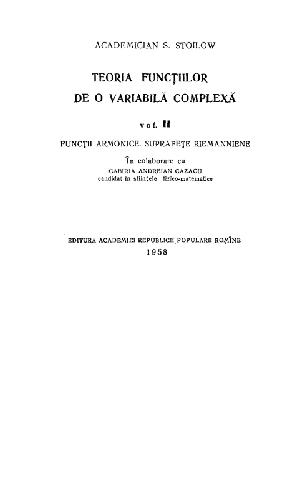 ACADEMICIAN S. STOILOW
TEORIA FUNCȚIILOR
DE O VARIABILĂ COMPLEXĂ
vol. II
FUNCȚII ARMONICE. SUPRAFEȚE RIEMANNIENE
În colaborare cu
CABIRIA ANDREIAN CAZACU
candidat în științele fizico-matematice
EDITURA ACADEMIEI REPUBLICII POPULARE ROMÎNE
1958